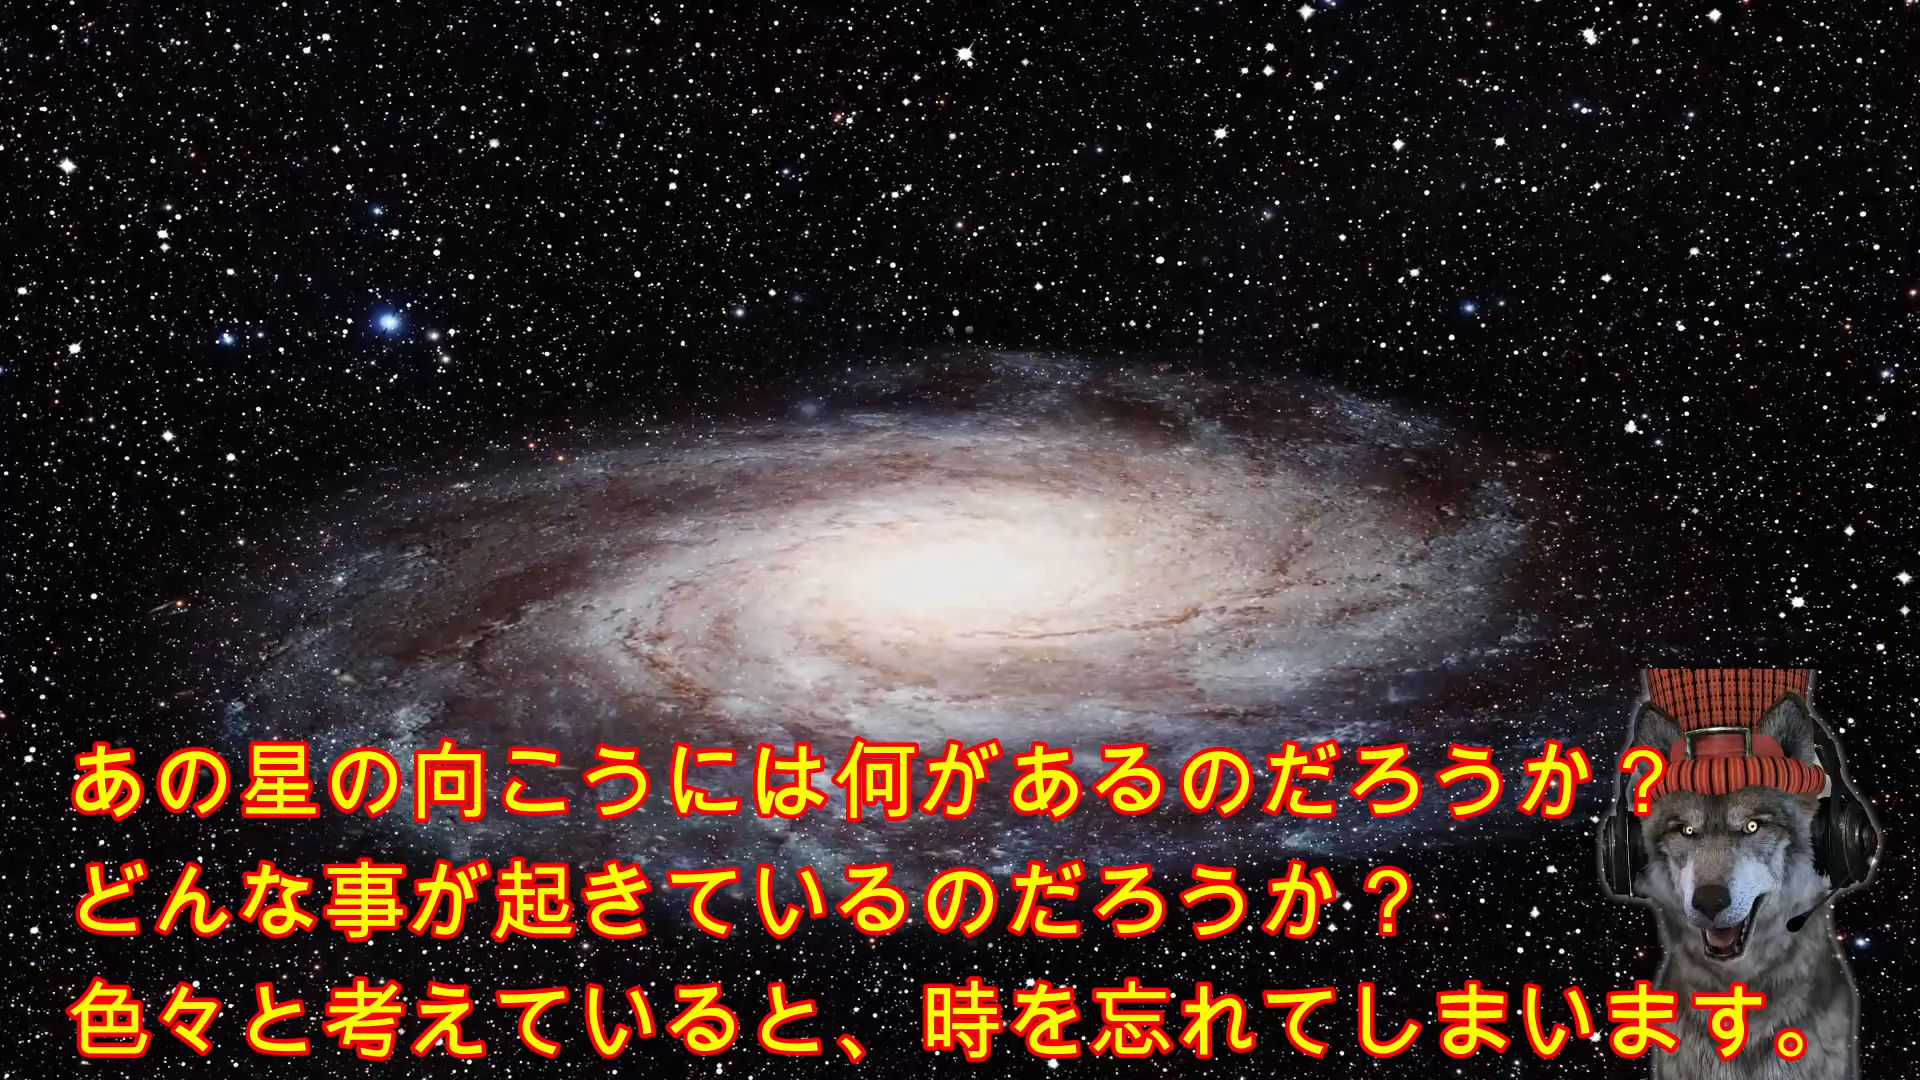 あの星の向こうには何があるのだろうか？
どんな事が起きているのだろうか？
色々と考えていると、時を忘れてしまいます。